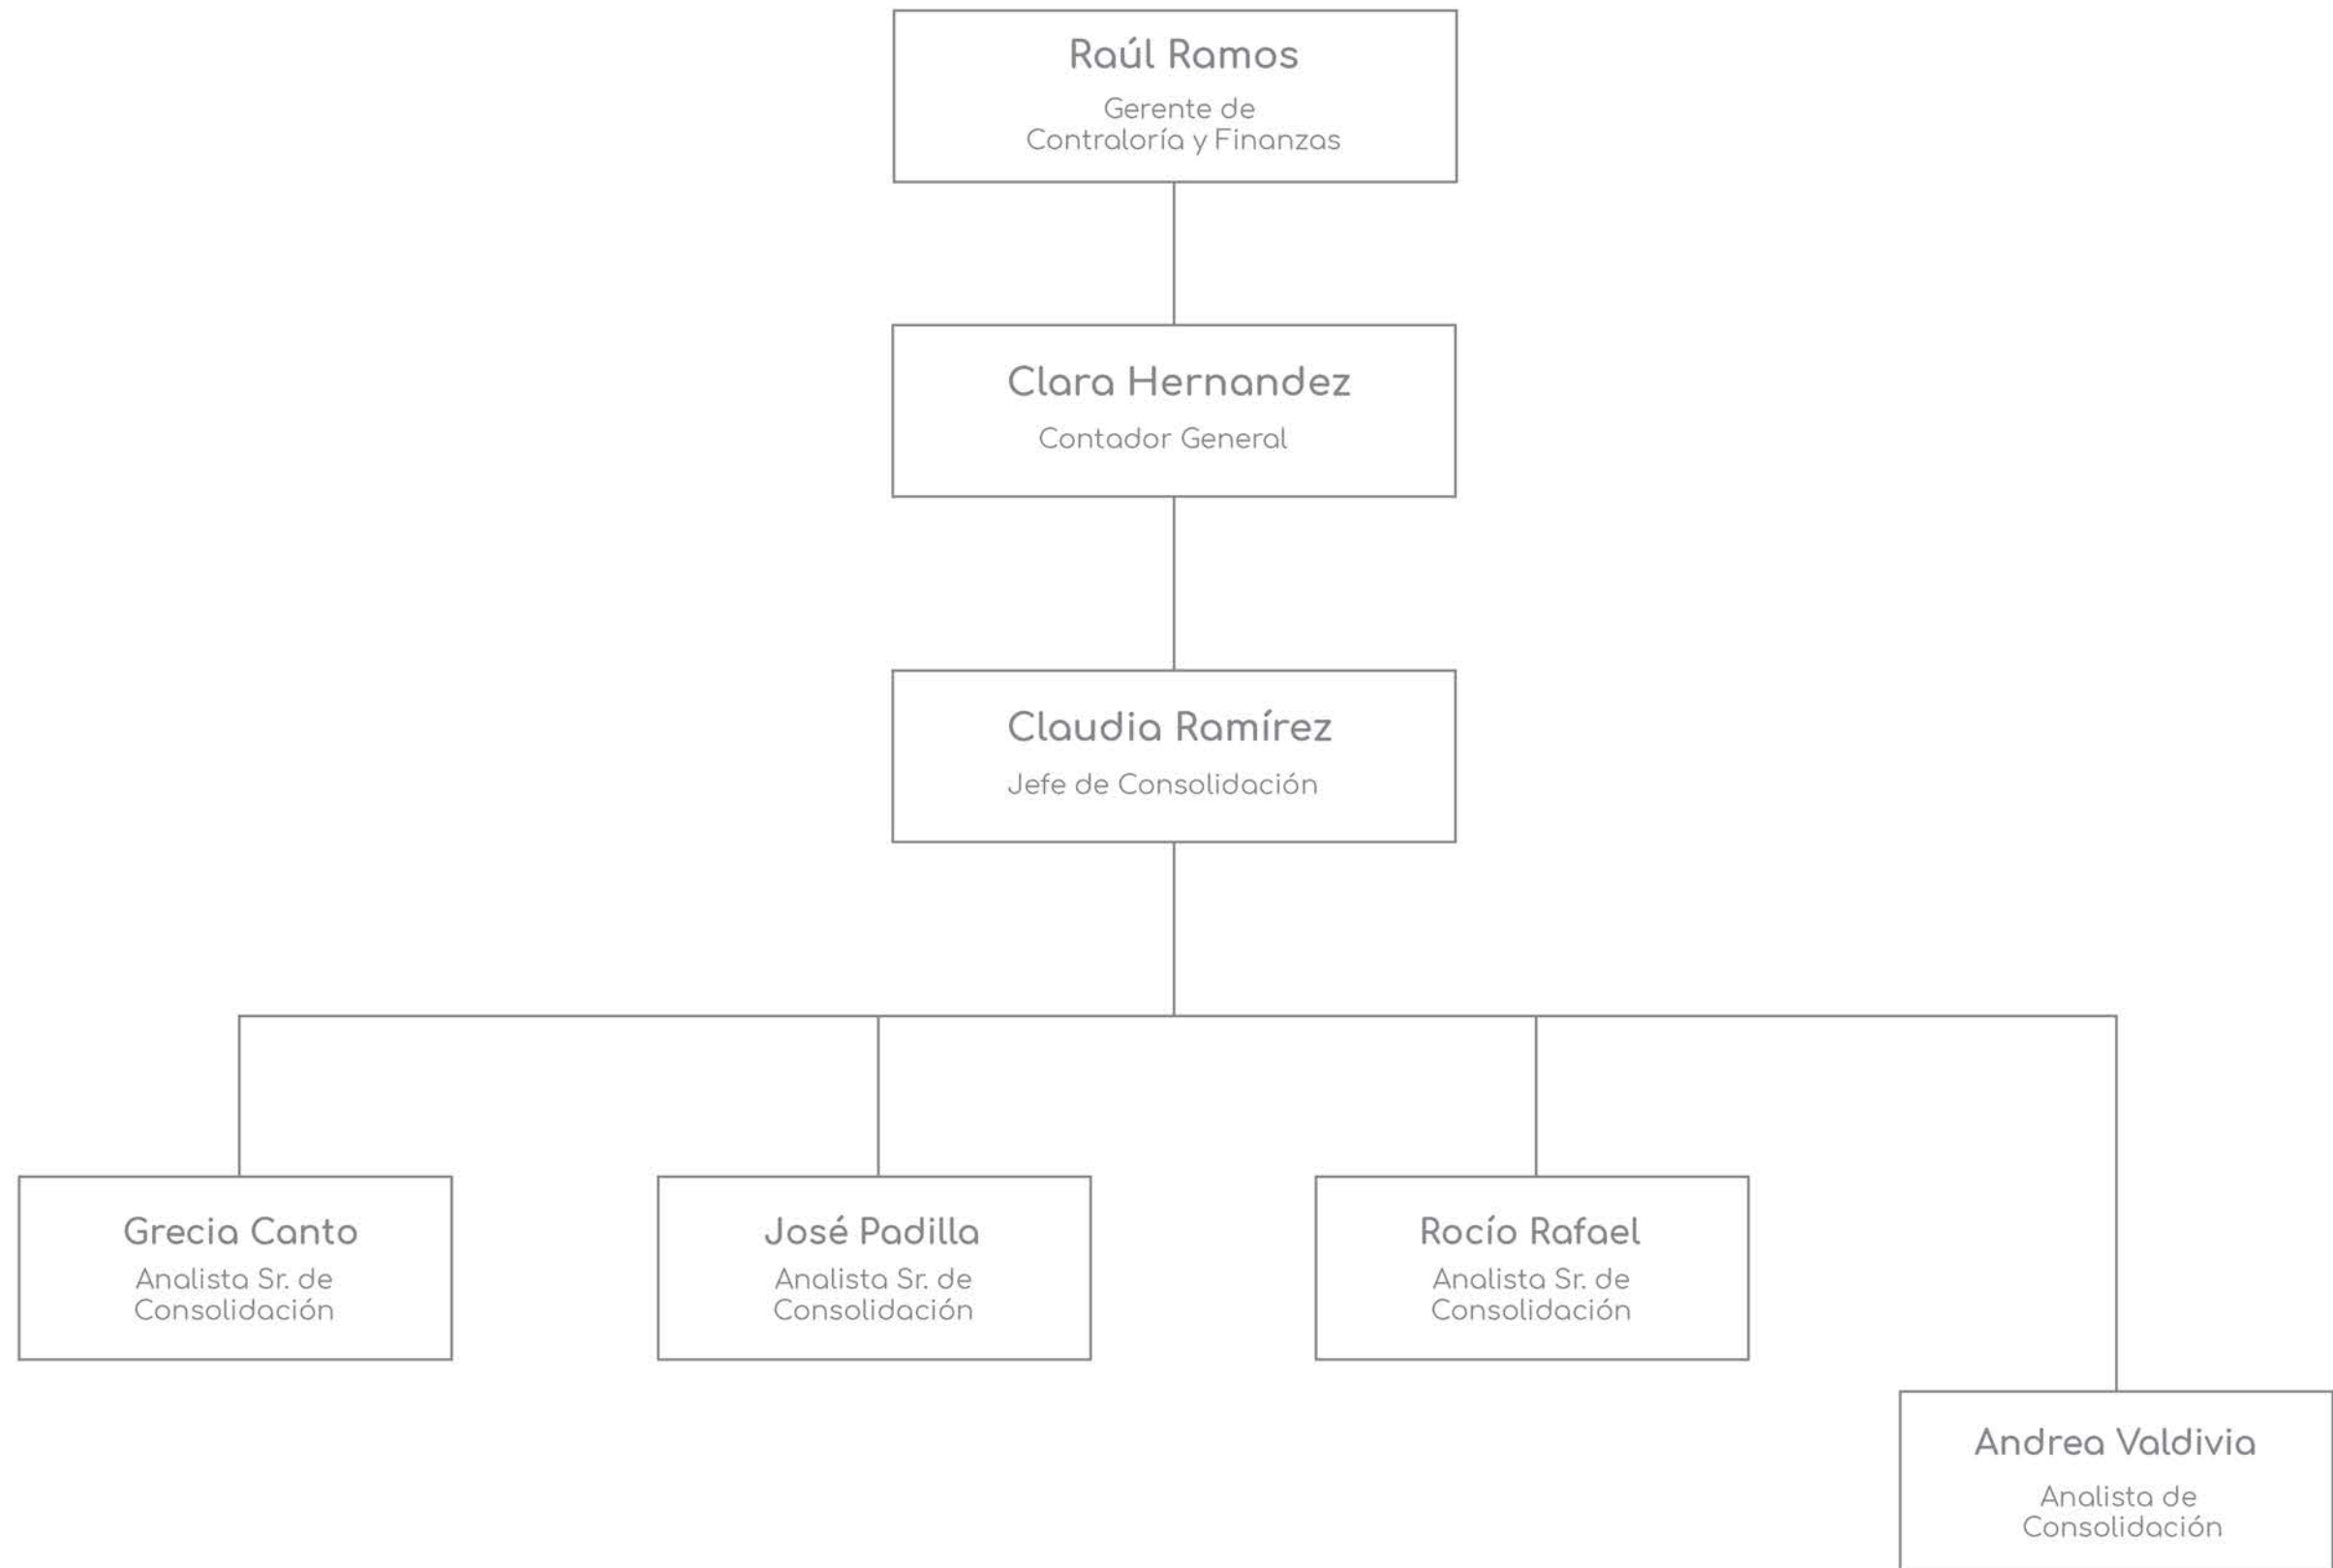 Raúl Ramos
Gerente de
Contraloría y Finanzas
Clara Hernandez
Contador General
Claudia Ramírez
Jefe de Consolidación
Grecia Canto
Analista Sr. de
Consolidación
José Padilla
Analista Sr. de
Consolidación
Rocío Rafael
Analista Sr. de
Consolidación
Andrea Valdivia
Analista de
Consolidación